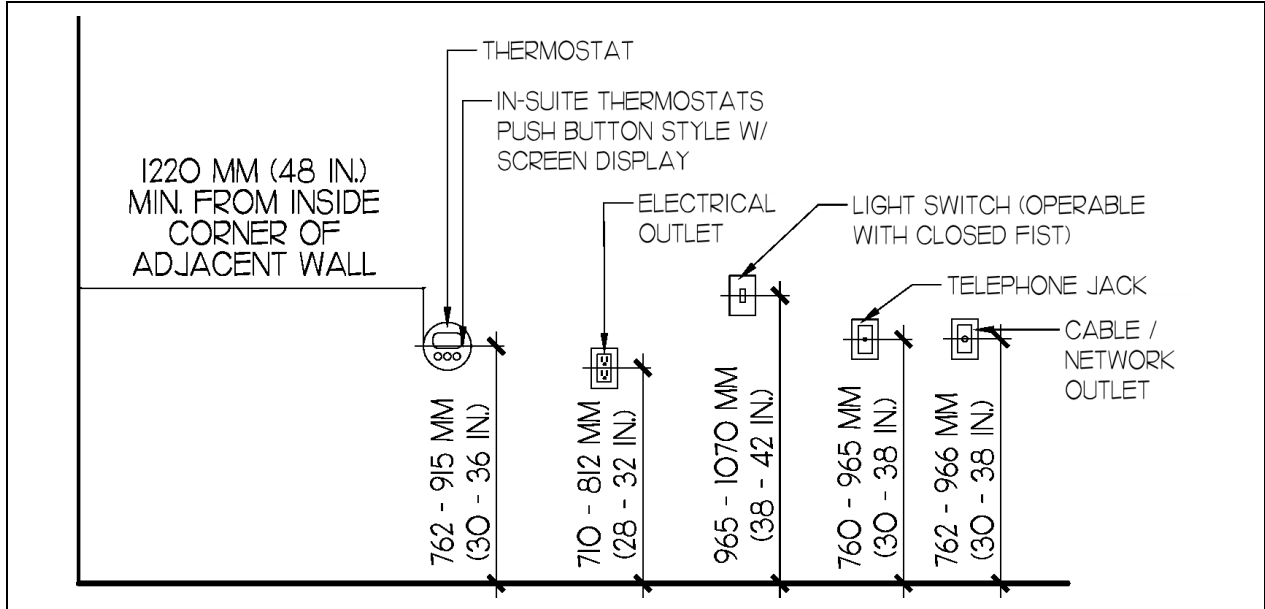 THERMOSTAT
IN-SUITE THERMOSTATS
PUSH BUTTON STYLE W/
SCREEN DISPLAY
1220 MM (48 IN.)
MIN. FROM INSIDE
CORNER OF
ADJACENT WALL
ELECTRICAL
OUTLET
LIGHT SWITCH (OPERABLE
WITH CLOSED FIST)
TELEPHONE JACK
CABLE /
NETWORK
OUTLET
762 - 915 MM
(30 - 36 IN.)
710 - 812 MM
(28 - 32 IN.)
965 - 1070 MM
(38 - 42 IN.)
760 - 965 MM
(30 - 38 IN.)
762 - 966 MM
(30 - 38 IN.)